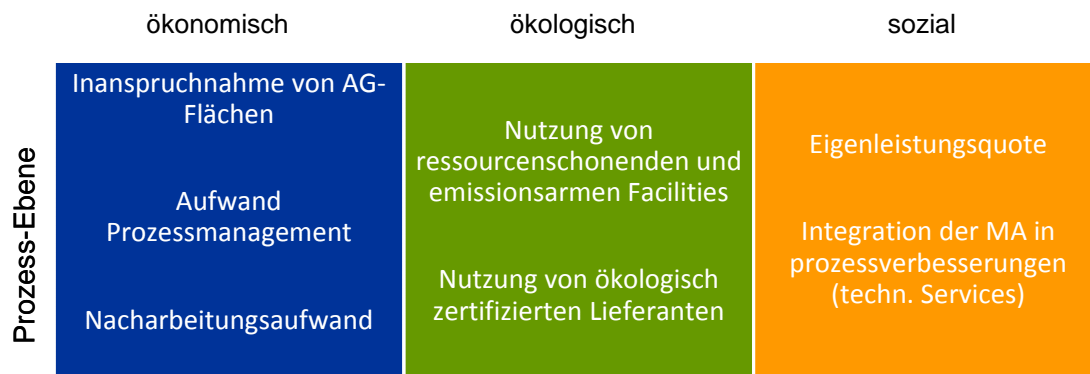 ökonomisch
ökologisch
sozial
Prozess-Ebene
Inanspruchnahme von AG-
Flächen
Aufwand
Prozessmanagement
Nacharbeitungsaufwand
Nutzung von
ressourcenschonenden und
emissionsarmen Facilities
Nutzung von ökologisch
zertifizierten Lieferanten
Eigenleistungsquote
Integration der MA in
prozessverbesserungen
(techn. Services)